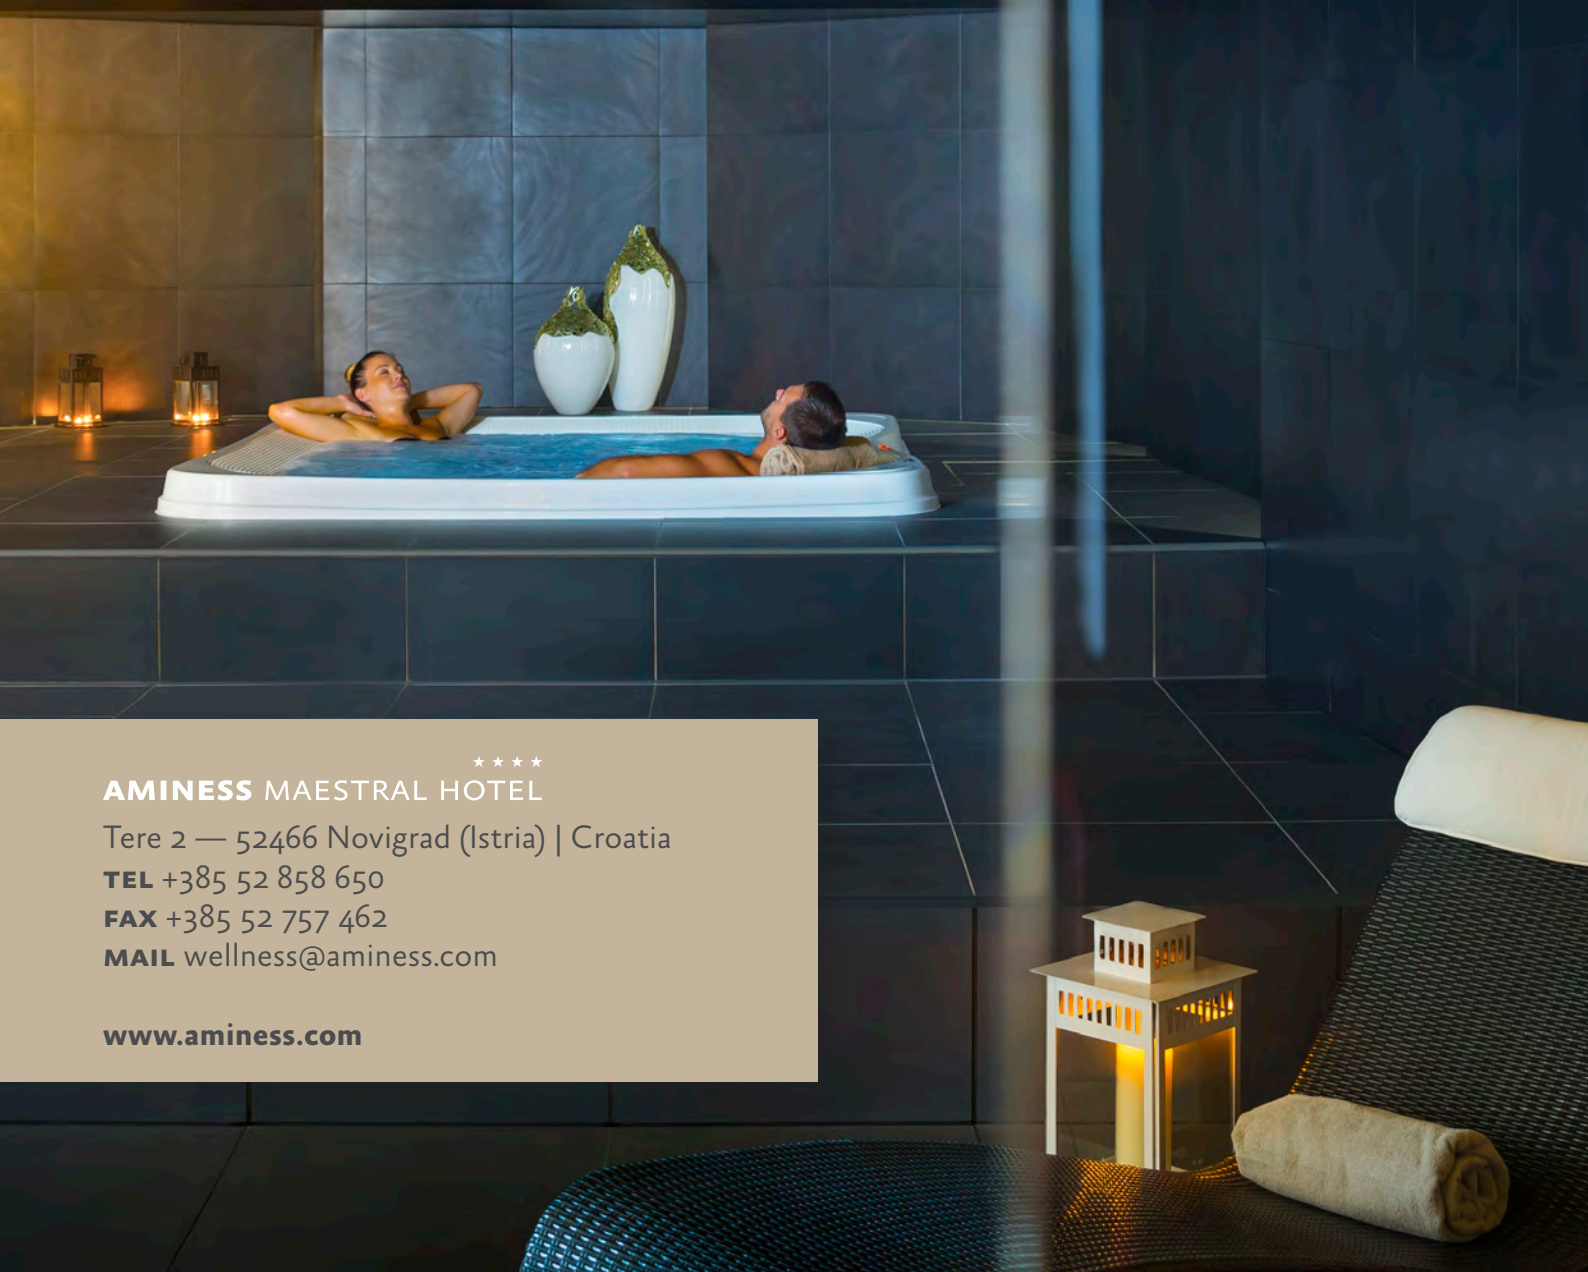 ★★★★
AMINESS MAESTRAL HOTEL
Tere 2 — 52466 Novigrad (Istria) | Croatia
TEL +385 52 858 650
FAX +385 52 757 462
MAIL wellness@aminess.com
www.aminess.com